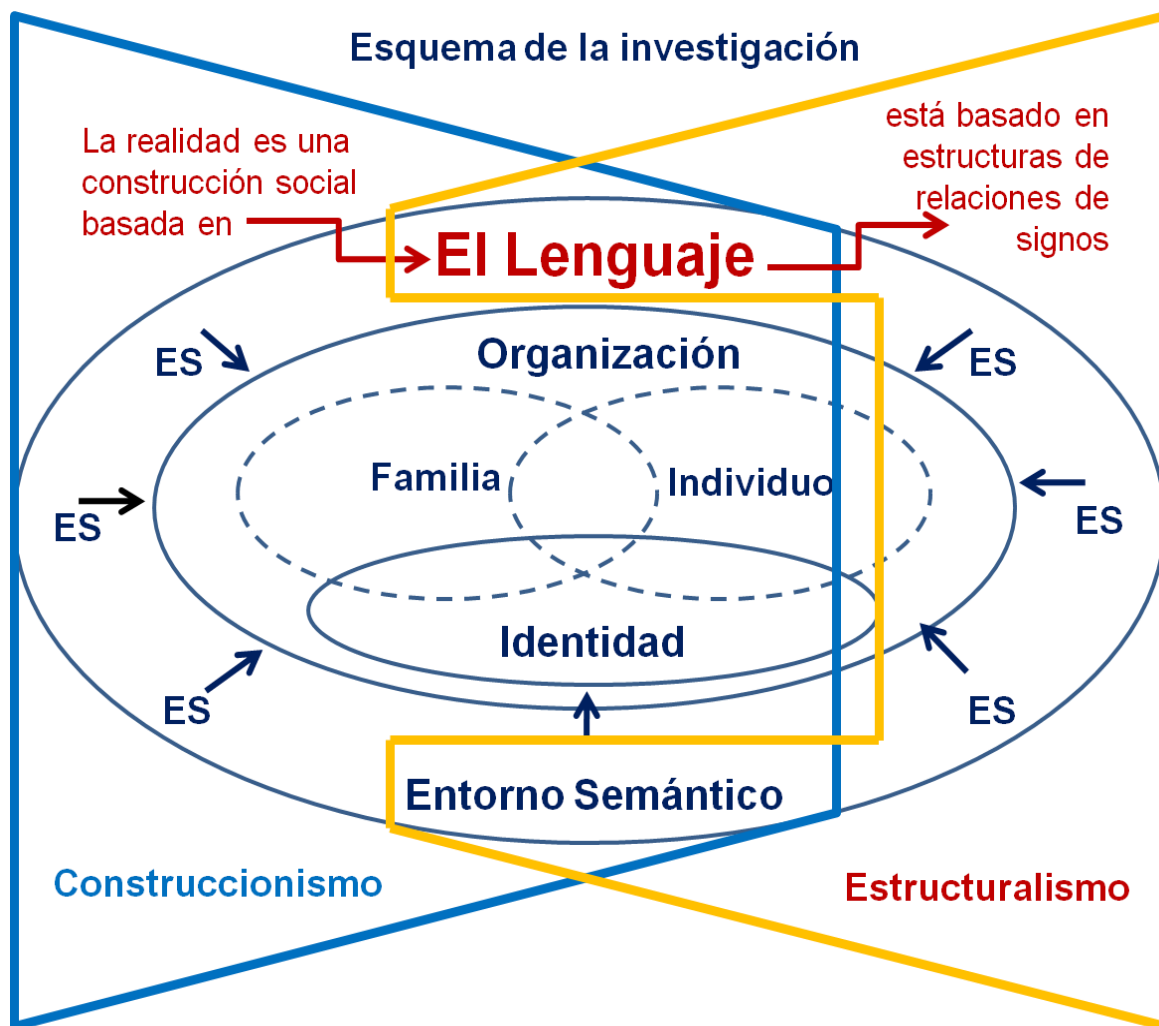 Esquema de la investigación
La realidad es una
construcción social
basada en
está basado en
estructuras de
relaciones de
signos
El Lenguaje
Organización
ES
ES
Familia
Individuo
ES
ES
Identidad
ES
ES
Entorno Semántico
Construccionismo
Estructuralismo